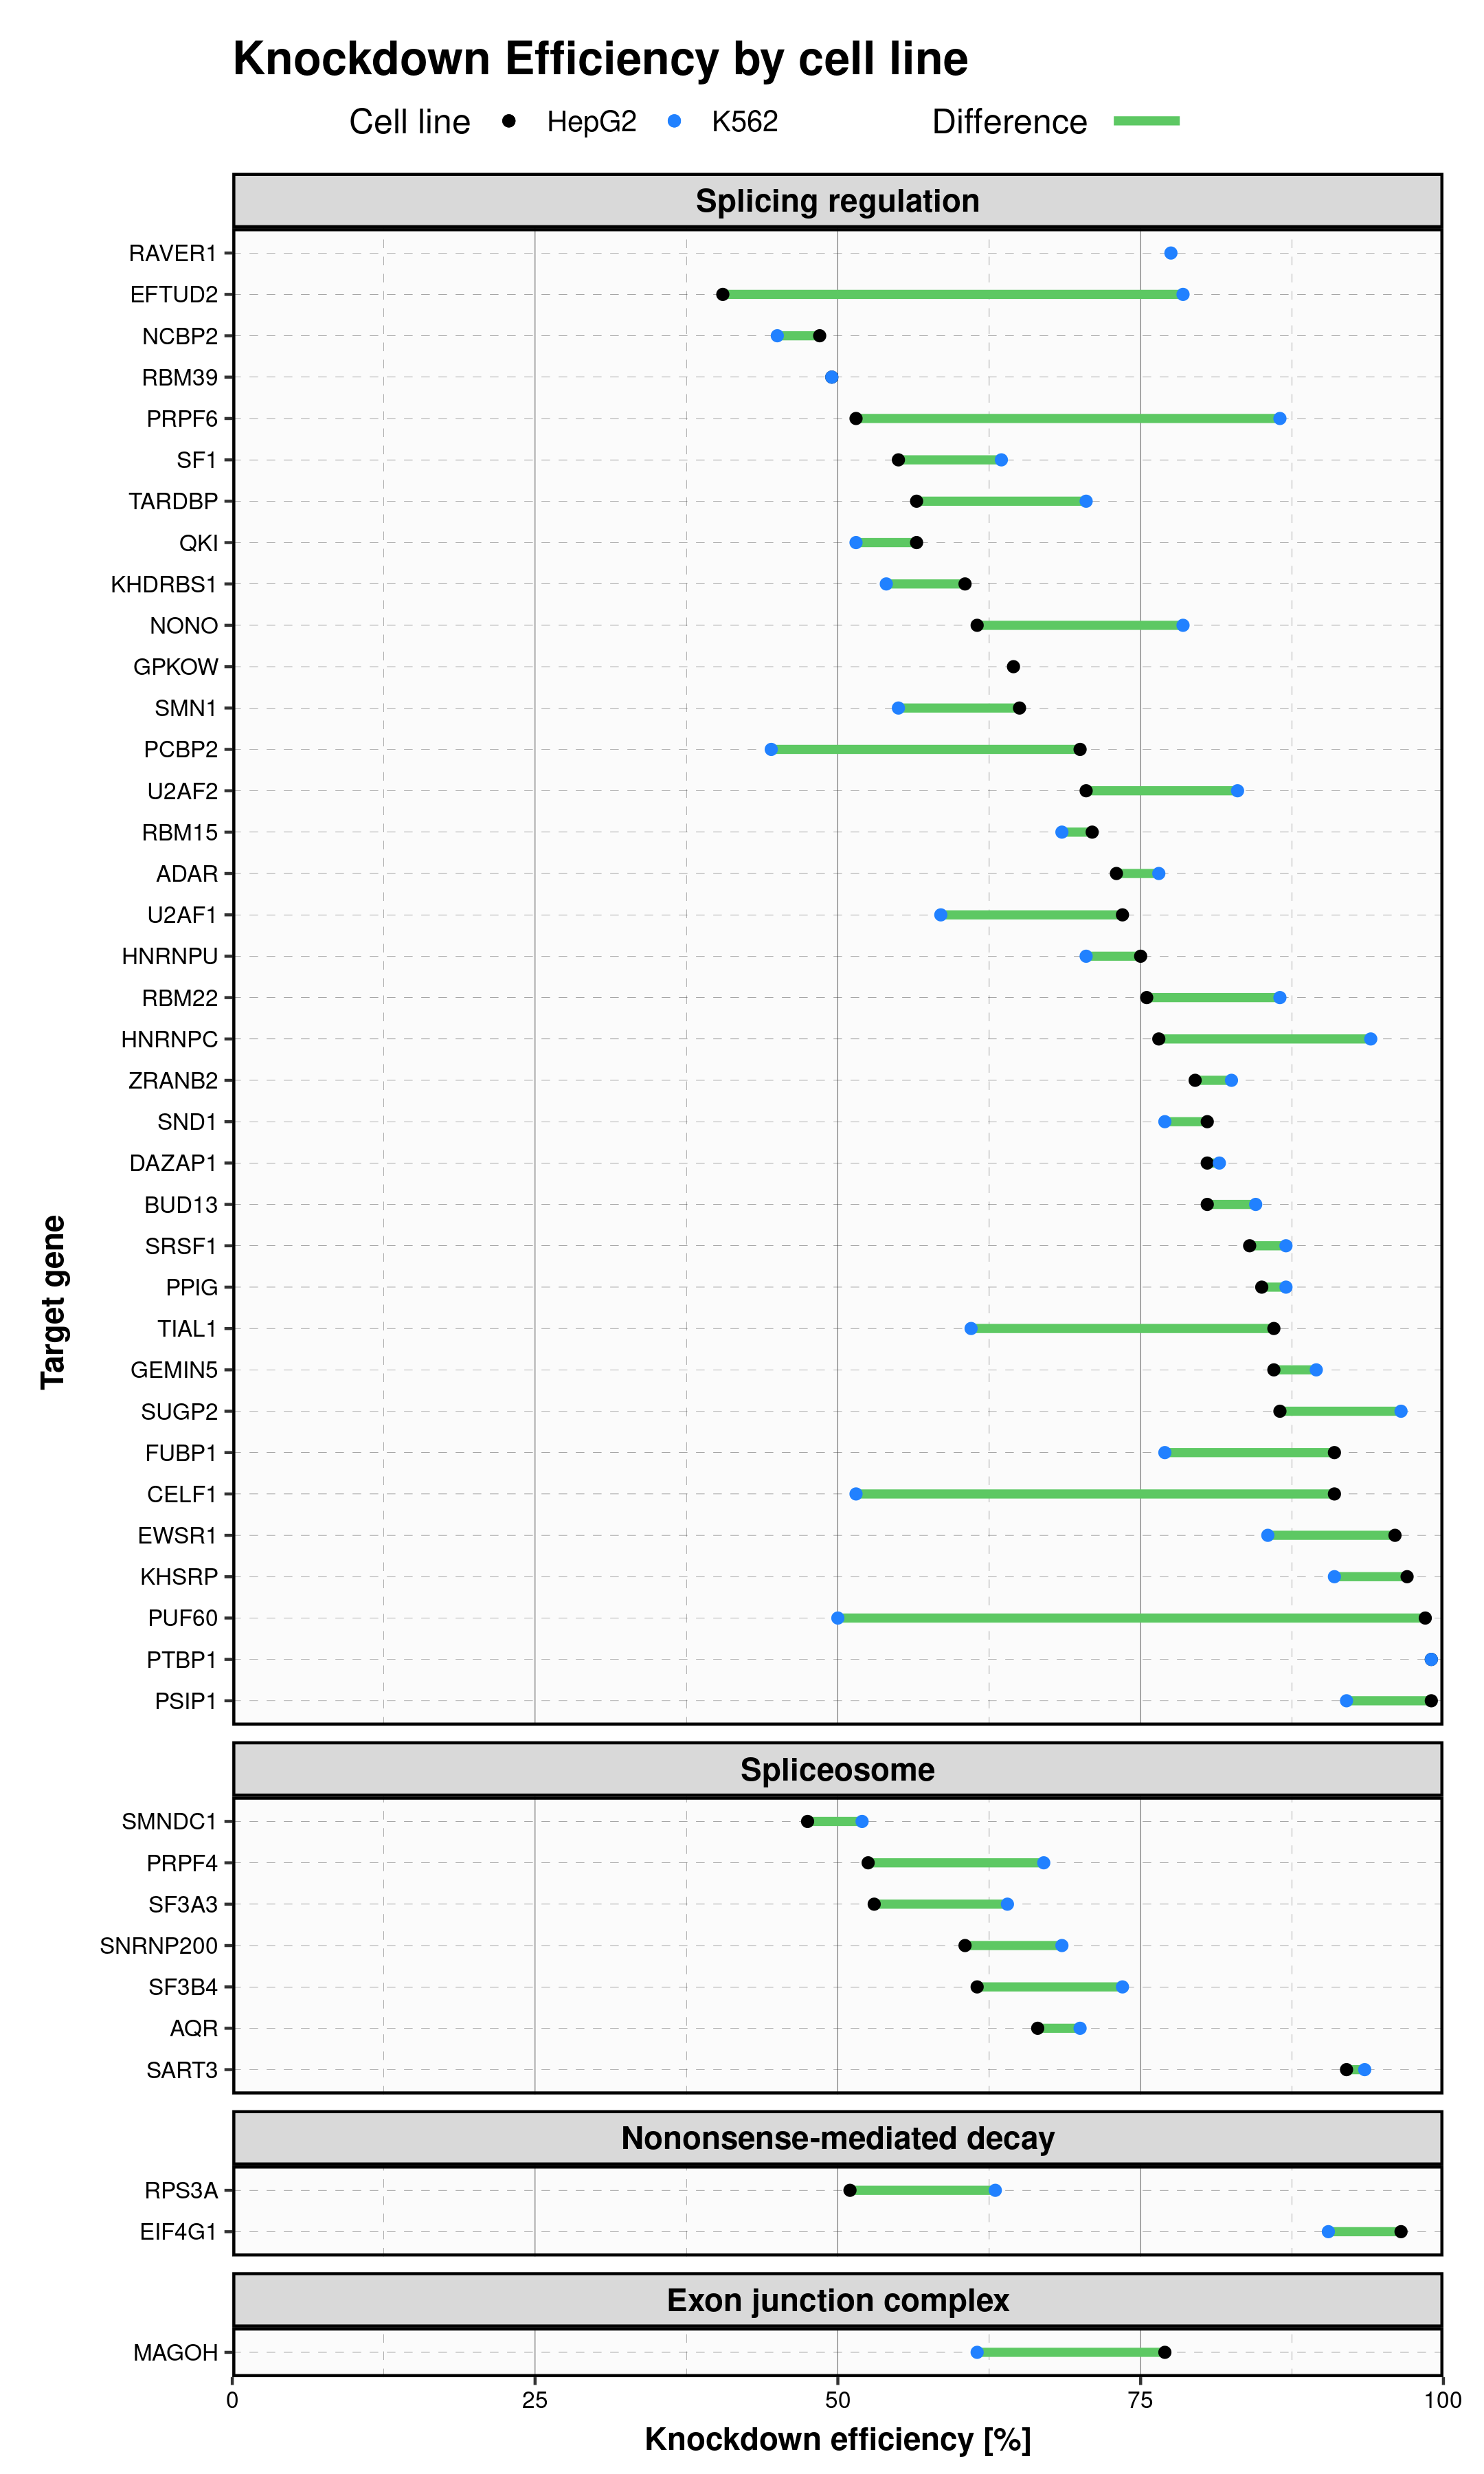 Knockdown Efficiency by cell line
Cell line HepG2 K562 Difference
Splicing regulation
RAVER1
EFTUD2
NCBP2
RBM39
PRPF6
SF1
TARDBP
QKI
KHDRBS1
NONO
GPKOW
SMN1
PCBP2
U2AF2
RBM15
ADAR
U2AF1
HNRNPU
RBM22
HNRNPC
ZRANB2
SND1
DAZAP1
BUD13
SRSF1
PPIG
TIAL1
GEMIN5
SUGP2
FUBP1
CELF1
EWSR1
KHSRP
PUF60
PTBP1
PSIP1
Target gene
Spliceosome
SMNDC1
PRPF4
SF3A3
SNRNP200
SF3B4
AQR
SART3
Nononsense-mediated decay
RPS3A
EIF4G1
Exon junction complex
MAGOH
0 25 50 75 100
Knockdown efficiency [%]